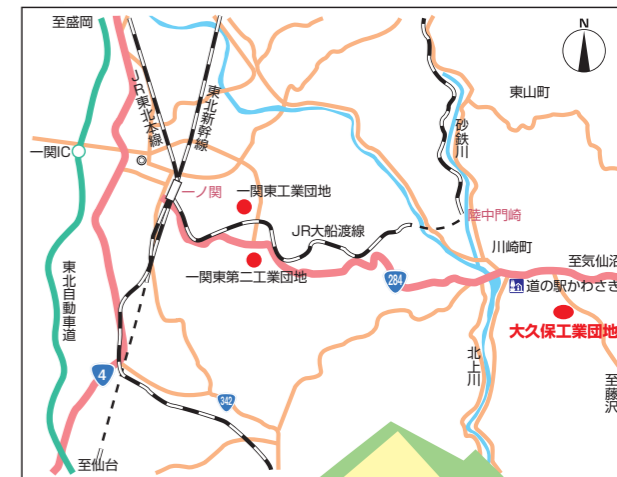 至盛岡
N
JR東北本線
東北新幹線
東山町
砂鉄川
一関IC
一ノ関
一関東工業団地
陸中門崎
JR大船渡線
川崎町
一関東第二工業団地
至気仙沼
284
道の駅かわさき
東北自動車道
大久保工業団地
北上川
4
342
至藤沢
至仙台